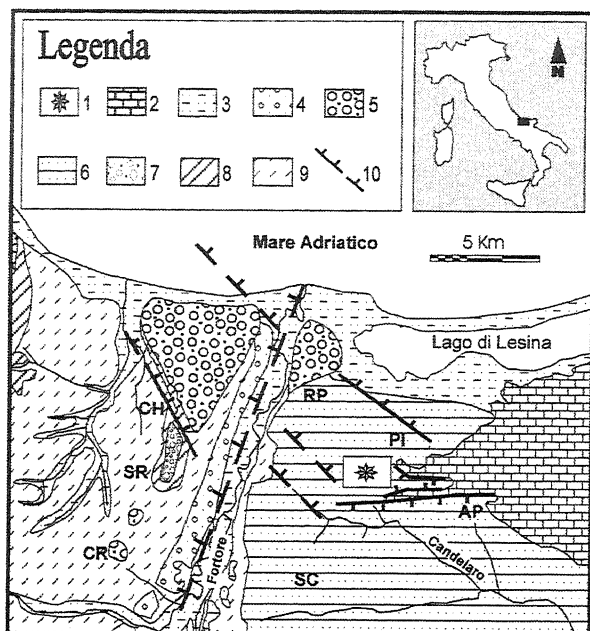 Legenda
1 2 3 4 5
6 7 8 9 10
N
Mare Adriatico
5 Km
Lago di Lesina
CH
RP
PI
SR
AP
CR
Fortore
Candelaro
SC